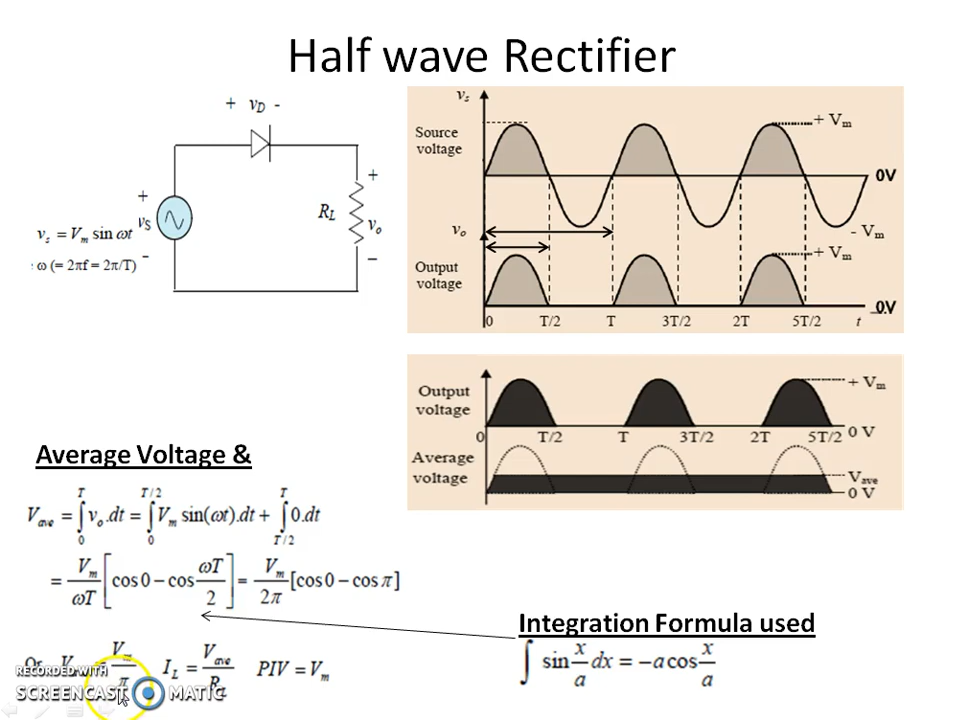 Half wave Rectifier
+ vD -
+
vS
-
vs = Vm sin ωt
ω (= 2πf = 2π/T)
RL
+
vo
–
vs
Source voltage
+ Vm
0V
- Vm
vo
Output voltage
+ Vm
0V
0 T/2 T 3T/2 2T 5T/2 t
Output voltage
+ Vm
0 T/2 T 3T/2 2T 5T/2 0 V
Average voltage
Vave
0 V
Average Voltage &
Vave = ∫₀ᵀ vo.dt = ∫₀^(T/2) Vm sin(ωt).dt + ∫_(T/2)^T 0.dt
= Vm/ωT [cos 0 − cos ωT/2] = Vm/2π [cos 0 − cos π]
Vm/π IL = Vave/RL PIV = Vm
Integration Formula used
∫ sin x/a dx = −a cos x/a
RECORDED WITH
SCREENCAST MATIC